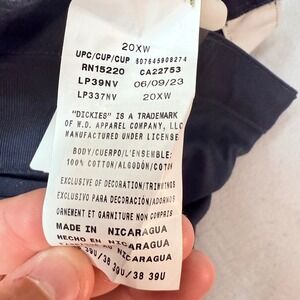 20XW
UPC/CUP/CUP 607645908274
RN15220 CA22753
LP39NV 06/09/23
LP337NV 20XW
"DICKIES" IS A TRADEMARK
OF W.D. APPAREL COMPANY, LLC
MANUFACTURED UNDER LICENSE
BODY/CUERPO/L'ENSEMBLE:
100% COTTON/ALGODÓN/COTON
EXCLUSIVE OF DECORATION/TRIMMINGS
EXCLUSIVO PARA DECORACIÓN/ADORNOS
ORNEMENT ET GARNITURE NON COMPRIS
MADE IN NICARAGUA
HECHO EN NICARAGUA
NICARAGUA
39U/38 39U/38 39U